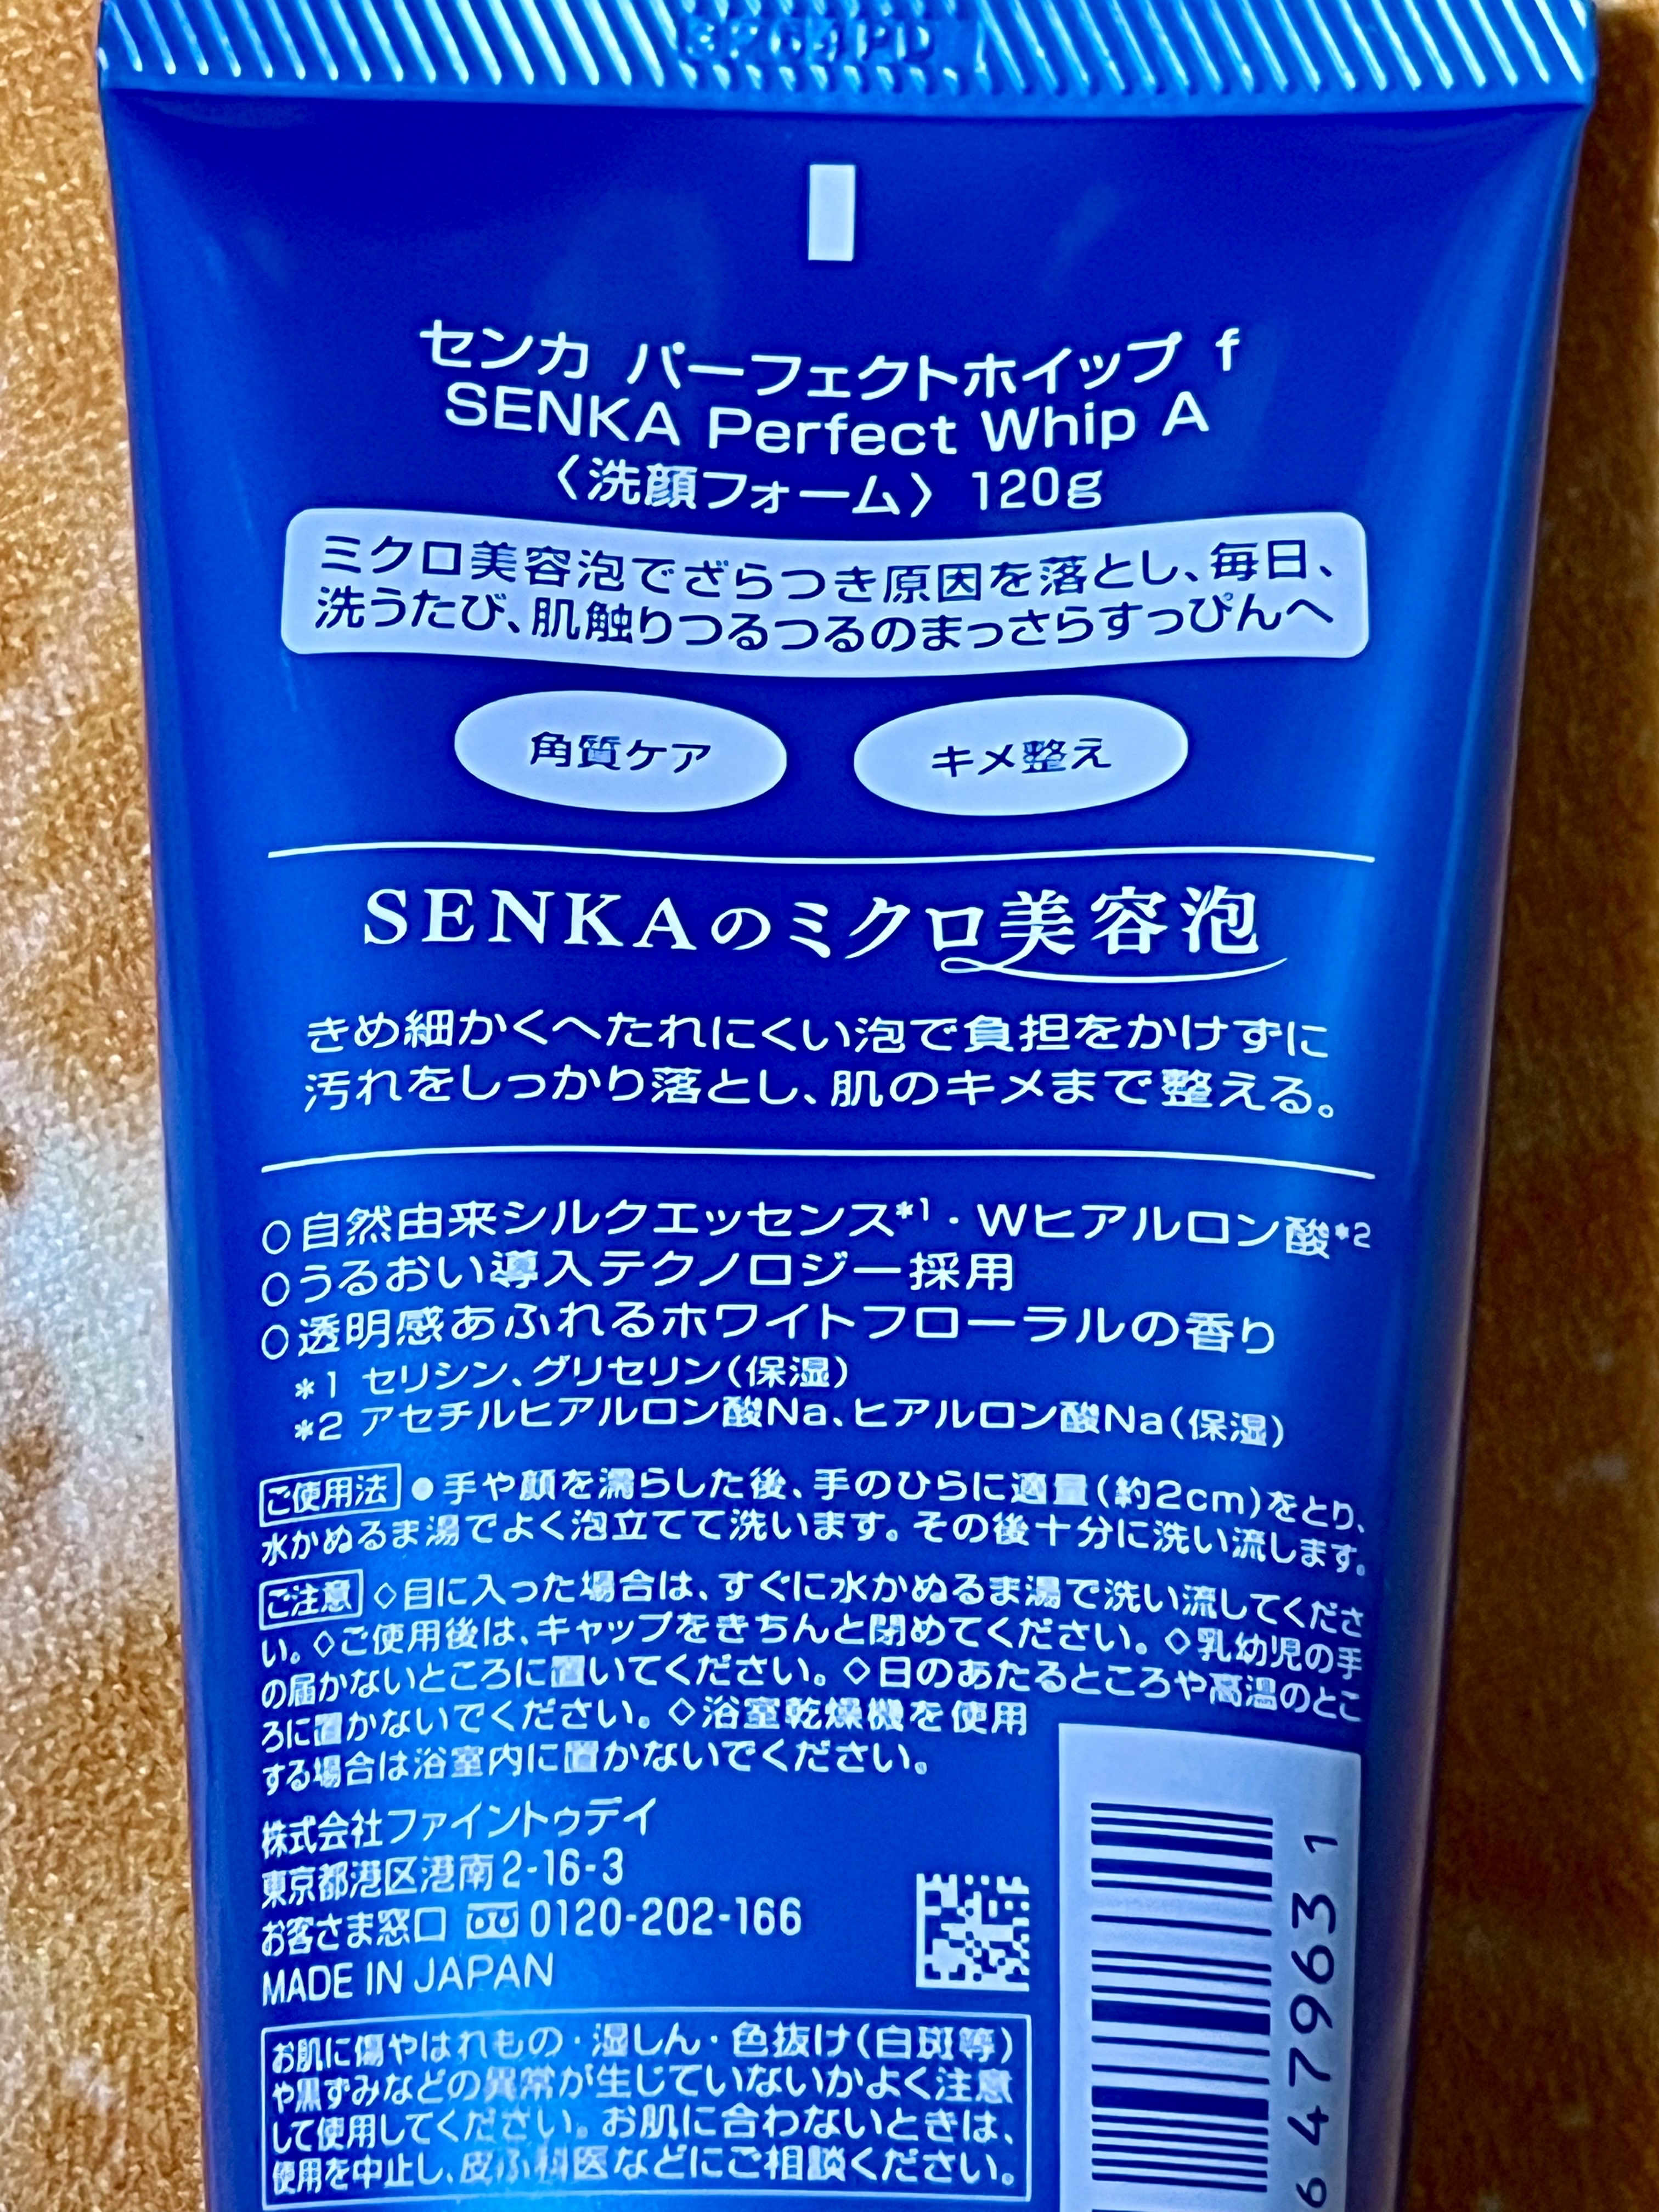 3264PD
センカ パーフェクトホイップ f
SENKA Perfect Whip A
〈洗顔フォーム〉 120g
ミクロ美容泡でざらつき原因を落とし、毎日、
洗うたび、肌触りつるつるのまっさらすっぴんへ
角質ケア
キメ整え
SENKAのミクロ美容泡
きめ細かくへたれにくい泡で負担をかけずに
汚れをしっかり落とし、肌のキメまで整える。
○自然由来シルクエッセンス*1・Wヒアルロン酸*2
○うるおい導入テクノロジー採用
○透明感あふれるホワイトフローラルの香り
*1 セリシン、グリセリン(保湿)
*2 アセチルヒアルロン酸Na、ヒアルロン酸Na(保湿)
ご使用法 ●手や顔を濡らした後、手のひらに適量(約2cm)をとり、
水かぬるま湯でよく泡立てて洗います。その後十分に洗い流します。
ご注意 ◇目に入った場合は、すぐに水かぬるま湯で洗い流してくださ
い。◇ご使用後は、キャップをきちんと閉めてください。◇乳幼児の手
の届かないところに置いてください。◇日のあたるところや高温のとこ
ろに置かないでください。◇浴室乾燥機を使用
する場合は浴室内に置かないでください。
株式会社ファイントゥデイ
東京都港区港南2-16-3
お客さま窓口 0120-202-166
MADE IN JAPAN
お肌に傷やはれもの・湿しん・色抜け(白斑等)
や黒ずみなどの異常が生じていないかよく注意
して使用してください。お肌に合わないときは、
使用を中止し、皮ふ科医などにご相談ください。
6 47963 1